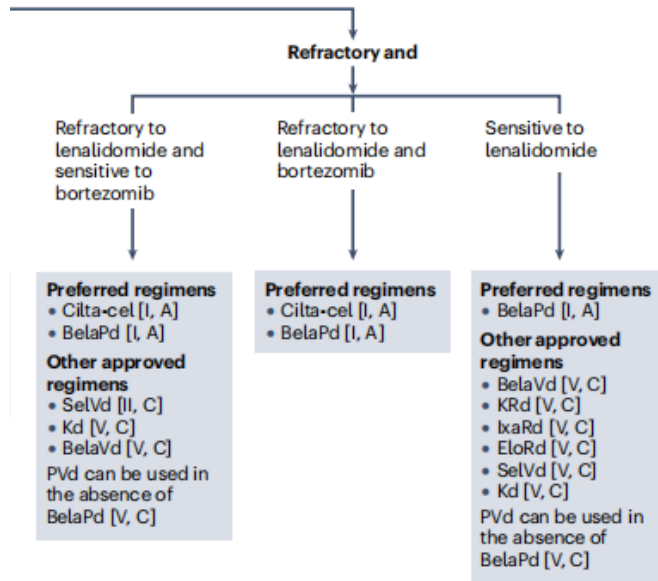 Refractory and
Refractory to
lenalidomide and
sensitive to
bortezomib
Refractory to
lenalidomide and
bortezomib
Sensitive to
lenalidomide
Preferred regimens
• Cilta-cel [I, A]
• BelaPd [I, A]
Other approved
regimens
• SelVd [II, C]
• Kd [V, C]
• BelaVd [V, C]
PVd can be used in
the absence of
BelaPd [V, C]
Preferred regimens
• Cilta-cel [I, A]
• BelaPd [I, A]
Preferred regimens
• BelaPd [I, A]
Other approved
regimens
• BelaVd [V, C]
• KRd [V, C]
• IxaRd [V, C]
• EloRd [V, C]
• SelVd [V, C]
• Kd [V, C]
PVd can be used in
the absence of
BelaPd [V, C]